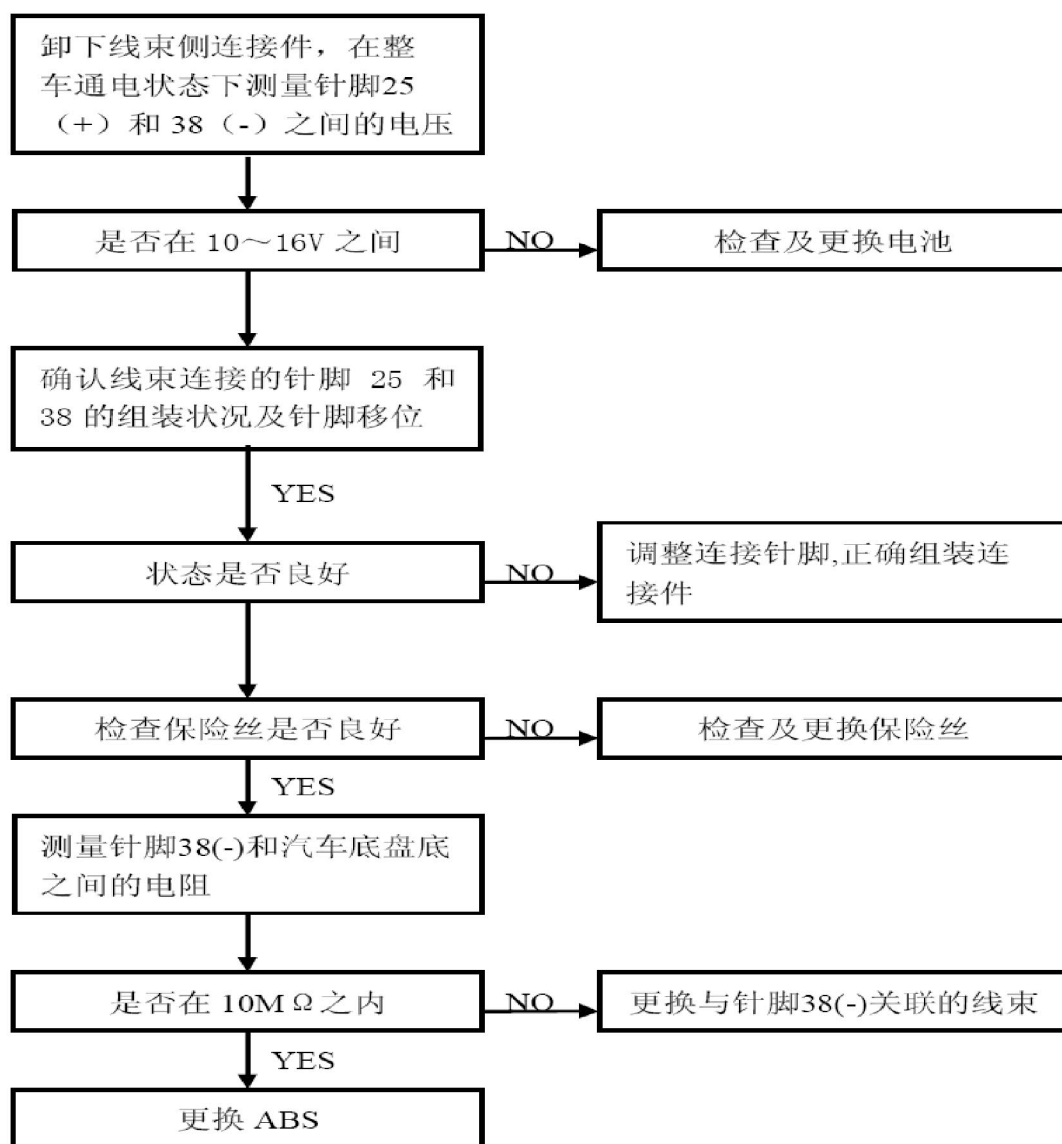 卸下线束侧连接件，在整
车通电状态下测量针脚25
（+）和 38（-）之间的电压
是否在 10～16V 之间
NO
检查及更换电池
确认线束连接的针脚 25 和
38 的组装状况及针脚移位
YES
状态是否良好
NO
调整连接针脚,正确组装连
接件
检查保险丝是否良好
NO
检查及更换保险丝
YES
测量针脚38(-)和汽车底盘底
之间的电阻
是否在 10M Ω 之内
NO
更换与针脚38(-)关联的线束
YES
更换 ABS